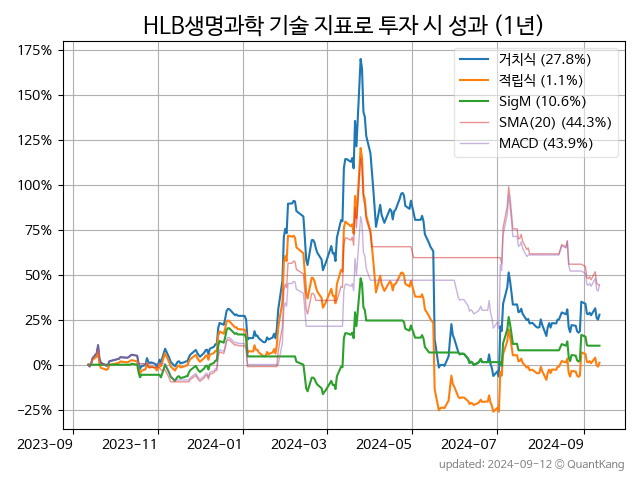 HLB생명과학 기술 지표로 투자 시 성과 (1년)
175%
150%
125%
100%
75%
50%
25%
0%
−25%
거치식 (27.8%)
적립식 (1.1%)
SigM (10.6%)
SMA(20) (44.3%)
MACD (43.9%)
2023-09
2023-11
2024-01
2024-03
2024-05
2024-07
2024-09
updated: 2024-09-12 © QuantKang